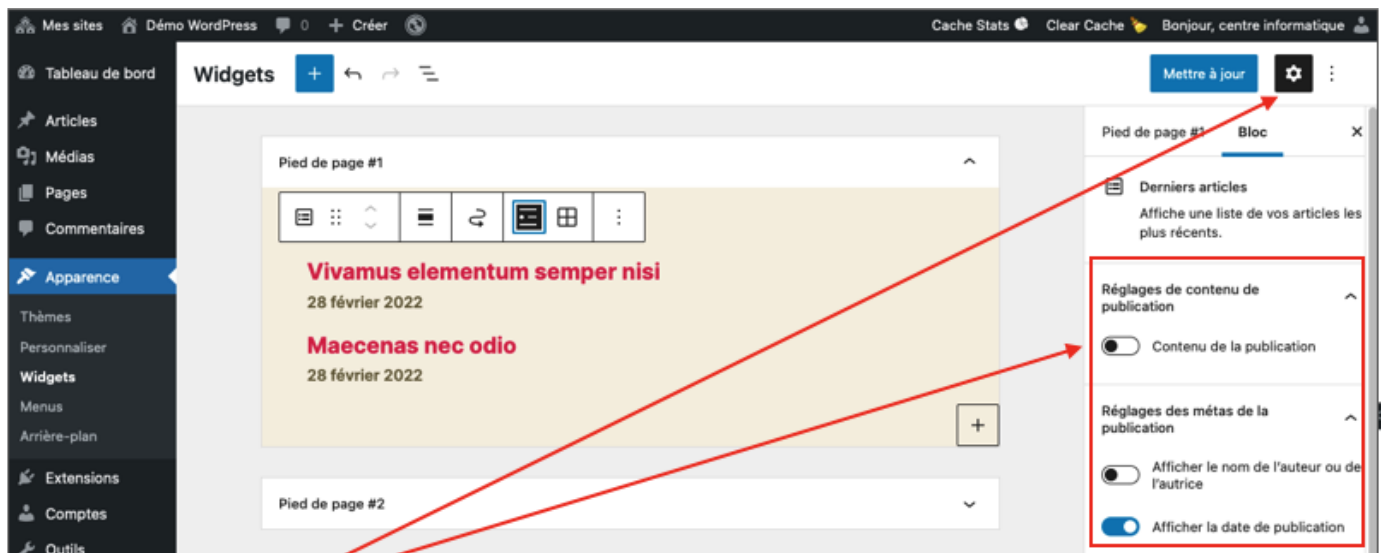 Mes sites Démo WordPress 0 + Créer Cache Stats Clear Cache Bonjour, centre informatique
Tableau de bord
Articles
Médias
Pages
Commentaires
Apparence
Thèmes
Personnaliser
Widgets
Menus
Arrière-plan
Extensions
Comptes
Outils
Widgets + Mettre à jour
Pied de page #1
Vivamus elementum semper nisi
28 février 2022
Maecenas nec odio
28 février 2022
+
Pied de page #2
Pied de page #1 Bloc ×
Derniers articles
Affiche une liste de vos articles les
plus récents.
Réglages de contenu de
publication
Contenu de la publication
Réglages des métas de la
publication
Afficher le nom de l'auteur ou de
l'autrice
Afficher la date de publication